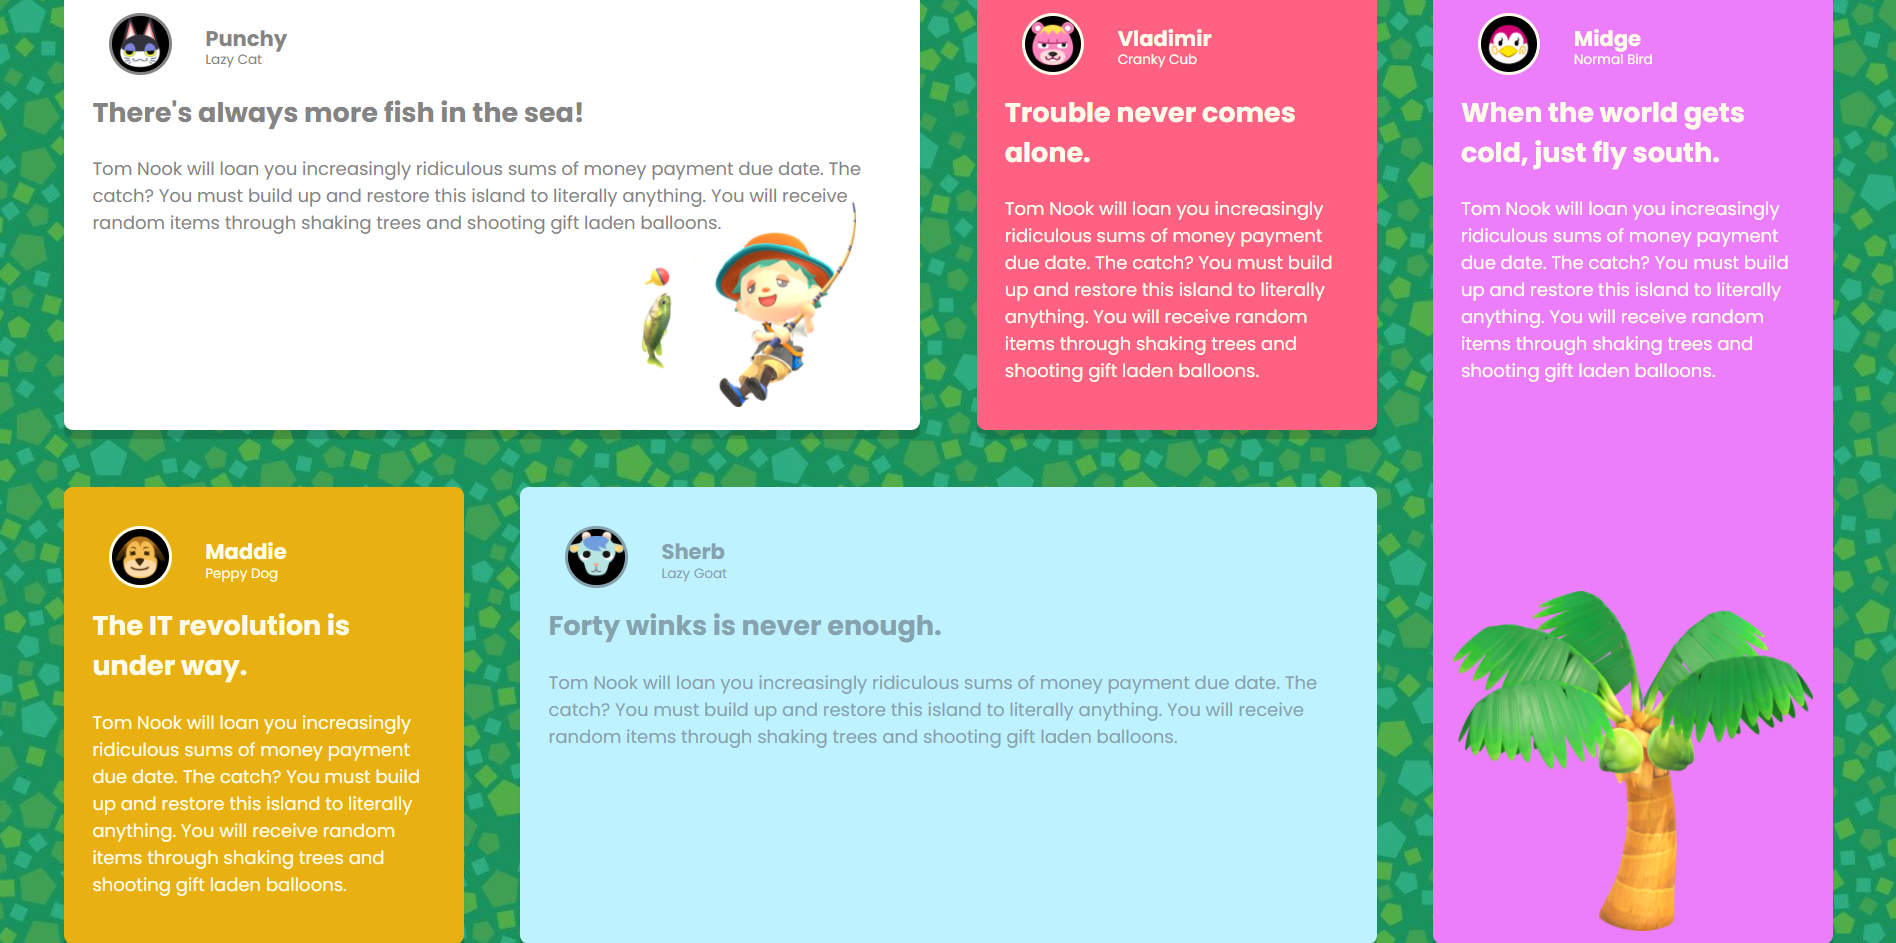 Punchy
Lazy Cat
There's always more fish in the sea!
Tom Nook will loan you increasingly ridiculous sums of money payment due date. The
catch? You must build up and restore this island to literally anything. You will receive
random items through shaking trees and shooting gift laden balloons.
Vladimir
Cranky Cub
Trouble never comes
alone.
Tom Nook will loan you increasingly
ridiculous sums of money payment
due date. The catch? You must build
up and restore this island to literally
anything. You will receive random
items through shaking trees and
shooting gift laden balloons.
Midge
Normal Bird
When the world gets
cold, just fly south.
Tom Nook will loan you increasingly
ridiculous sums of money payment
due date. The catch? You must build
up and restore this island to literally
anything. You will receive random
items through shaking trees and
shooting gift laden balloons.
Maddie
Peppy Dog
The IT revolution is
under way.
Tom Nook will loan you increasingly
ridiculous sums of money payment
due date. The catch? You must build
up and restore this island to literally
anything. You will receive random
items through shaking trees and
shooting gift laden balloons.
Sherb
Lazy Goat
Forty winks is never enough.
Tom Nook will loan you increasingly ridiculous sums of money payment due date. The
catch? You must build up and restore this island to literally anything. You will receive
random items through shaking trees and shooting gift laden balloons.